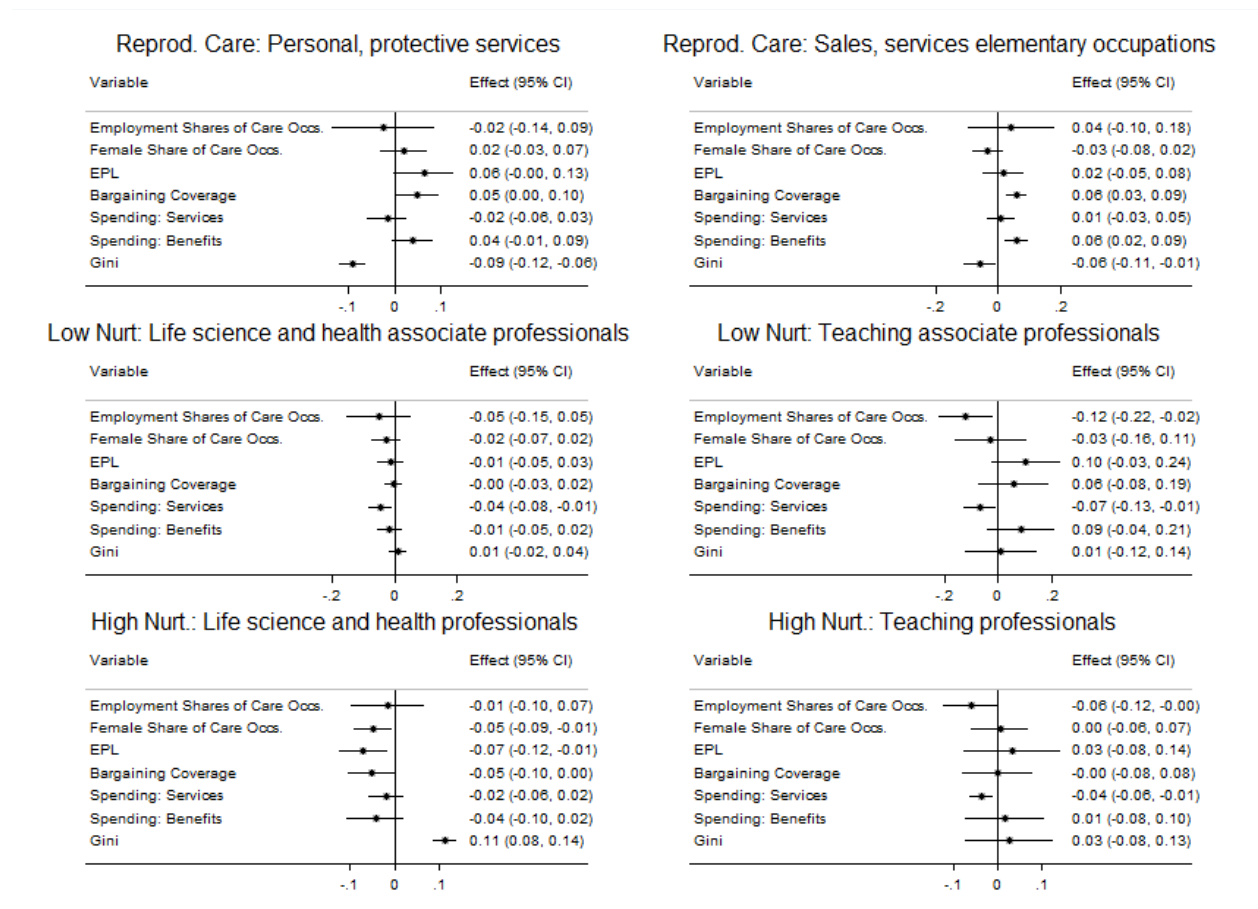 Reprod. Care: Personal, protective services
Variable Effect (95% CI)
Employment Shares of Care Occs. -0.02 (-0.14, 0.09)
Female Share of Care Occs. 0.02 (-0.03, 0.07)
EPL 0.06 (-0.00, 0.13)
Bargaining Coverage 0.05 (0.00, 0.10)
Spending: Services -0.02 (-0.06, 0.03)
Spending: Benefits 0.04 (-0.01, 0.09)
Gini -0.09 (-0.12, -0.06)
-.1 0 .1
Reprod. Care: Sales, services elementary occupations
Variable Effect (95% CI)
Employment Shares of Care Occs. 0.04 (-0.10, 0.18)
Female Share of Care Occs. -0.03 (-0.08, 0.02)
EPL 0.02 (-0.05, 0.08)
Bargaining Coverage 0.06 (0.03, 0.09)
Spending: Services 0.01 (-0.03, 0.05)
Spending: Benefits 0.06 (0.02, 0.09)
Gini -0.06 (-0.11, -0.01)
-.2 0 .2
Low Nurt: Life science and health associate professionals
Variable Effect (95% CI)
Employment Shares of Care Occs. -0.05 (-0.15, 0.05)
Female Share of Care Occs. -0.02 (-0.07, 0.02)
EPL -0.01 (-0.05, 0.03)
Bargaining Coverage -0.00 (-0.03, 0.02)
Spending: Services -0.04 (-0.08, -0.01)
Spending: Benefits -0.01 (-0.05, 0.02)
Gini 0.01 (-0.02, 0.04)
-.2 0 .2
Low Nurt: Teaching associate professionals
Variable Effect (95% CI)
Employment Shares of Care Occs. -0.12 (-0.22, -0.02)
Female Share of Care Occs. -0.03 (-0.16, 0.11)
EPL 0.10 (-0.03, 0.24)
Bargaining Coverage 0.06 (-0.08, 0.19)
Spending: Services -0.07 (-0.13, -0.01)
Spending: Benefits 0.09 (-0.04, 0.21)
Gini 0.01 (-0.12, 0.14)
-.2 0 .2
High Nurt.: Life science and health professionals
Variable Effect (95% CI)
Employment Shares of Care Occs. -0.01 (-0.10, 0.07)
Female Share of Care Occs. -0.05 (-0.09, -0.01)
EPL -0.07 (-0.12, -0.01)
Bargaining Coverage -0.05 (-0.10, 0.00)
Spending: Services -0.02 (-0.06, 0.02)
Spending: Benefits -0.04 (-0.10, 0.02)
Gini 0.11 (0.08, 0.14)
-.1 0 .1
High Nurt.: Teaching professionals
Variable Effect (95% CI)
Employment Shares of Care Occs. -0.06 (-0.12, -0.00)
Female Share of Care Occs. 0.00 (-0.06, 0.07)
EPL 0.03 (-0.08, 0.14)
Bargaining Coverage -0.00 (-0.08, 0.08)
Spending: Services -0.04 (-0.06, -0.01)
Spending: Benefits 0.01 (-0.08, 0.10)
Gini 0.03 (-0.08, 0.13)
-.1 0 .1